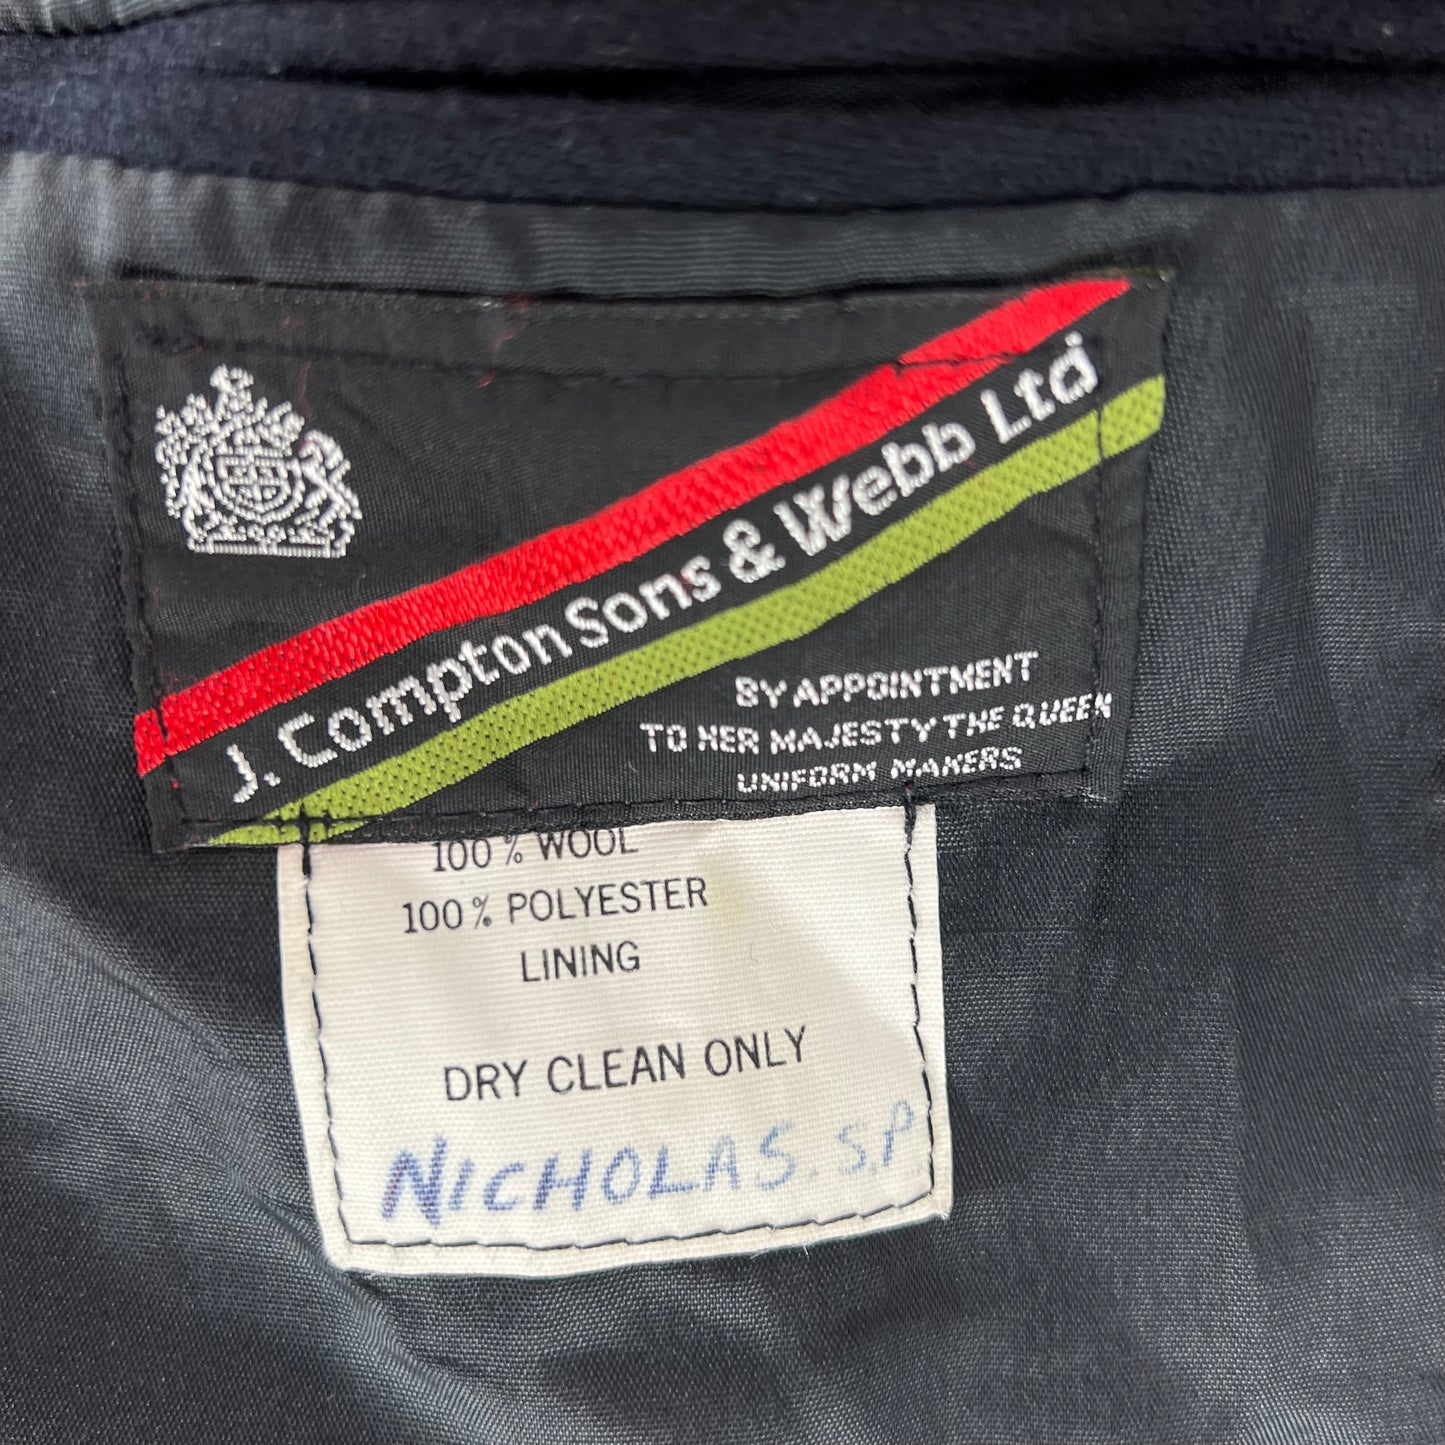 J. Compton Sons & Webb Ltd
BY APPOINTMENT
TO HER MAJESTY THE QUEEN
UNIFORM MAKERS
100% WOOL
100% POLYESTER
LINING
DRY CLEAN ONLY
NICHOLAS. S.P.